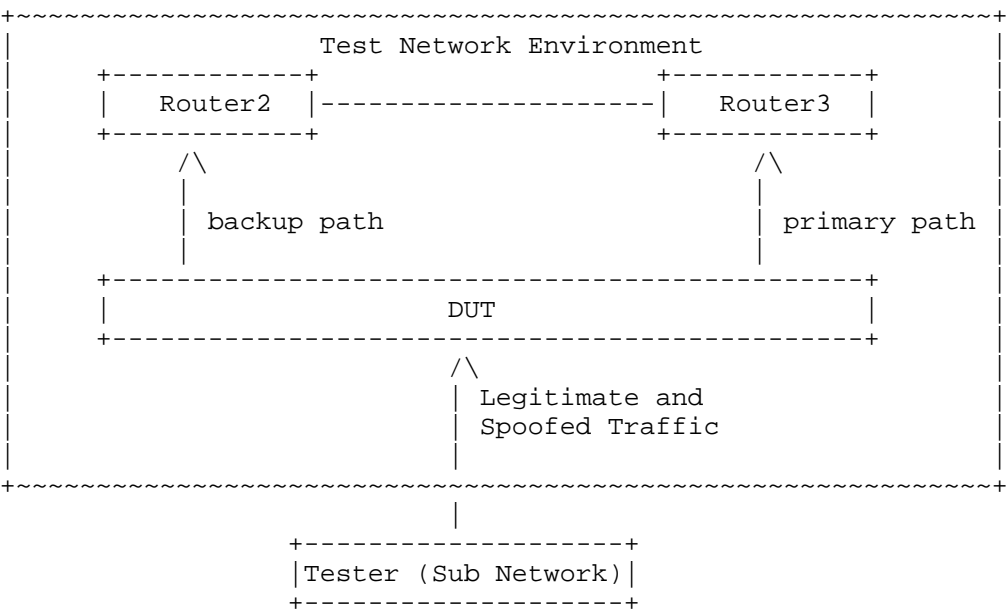 Test Network Environment
Router2 Router3
backup path primary path
DUT
Legitimate and
Spoofed Traffic
Tester (Sub Network)